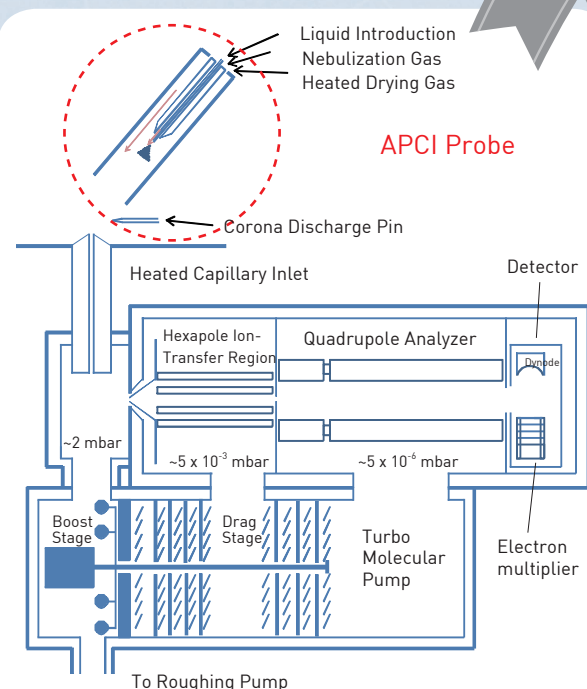 Liquid Introduction
Nebulization Gas
Heated Drying Gas
APCI Probe
Corona Discharge Pin
Heated Capillary Inlet
Detector
Hexapole Ion-
Transfer Region
Quadrupole Analyzer
Dynode
~2 mbar
~5 x 10⁻³ mbar
~5 x 10⁻⁶ mbar
Boost
Stage
Drag
Stage
Turbo
Molecular
Pump
Electron
multiplier
To Roughing Pump